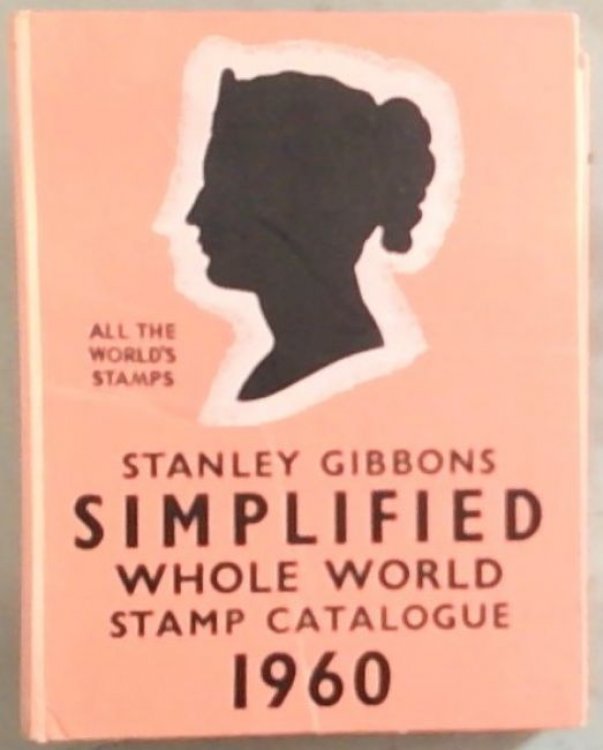 ALL THE
WORLD'S
STAMPS
STANLEY GIBBONS
SIMPLIFIED
WHOLE WORLD
STAMP CATALOGUE
1960